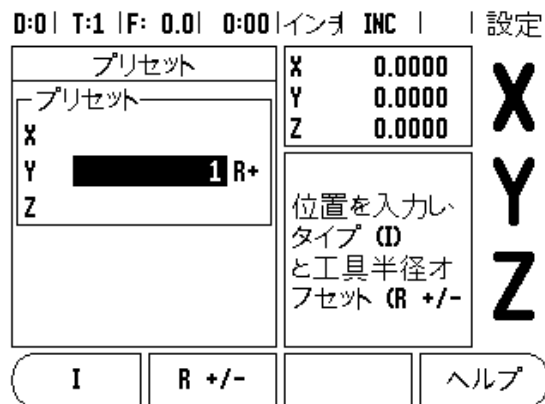 D:0 T:1 F: 0.0 0:00 インチ INC 設定
プリセット
プリセット
X
Y 1 R+
Z
X 0.0000
Y 0.0000
Z 0.0000
位置を入力し、
タイプ (I)
と工具半径オ
フセット (R +/-
X
Y
Z
I R +/- ヘルプ